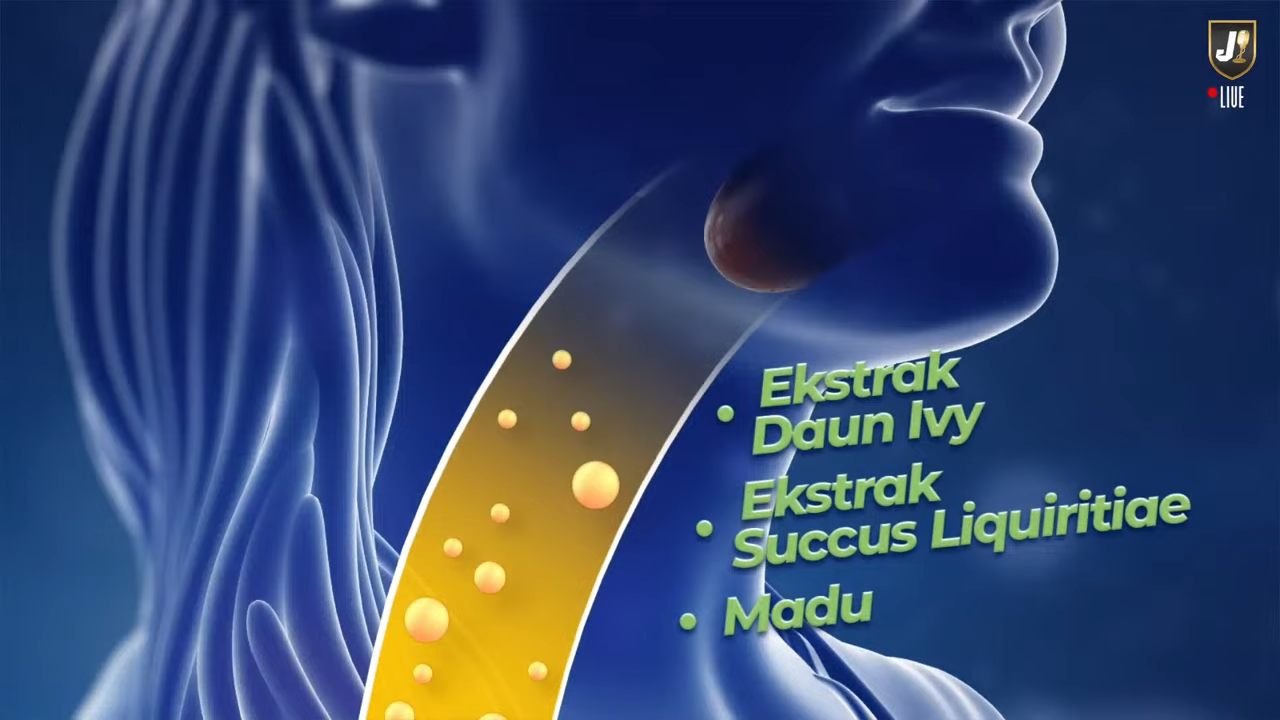 J
LIVE
Ekstrak
Daun Ivy
Ekstrak
Succus Liquiritiae
Madu